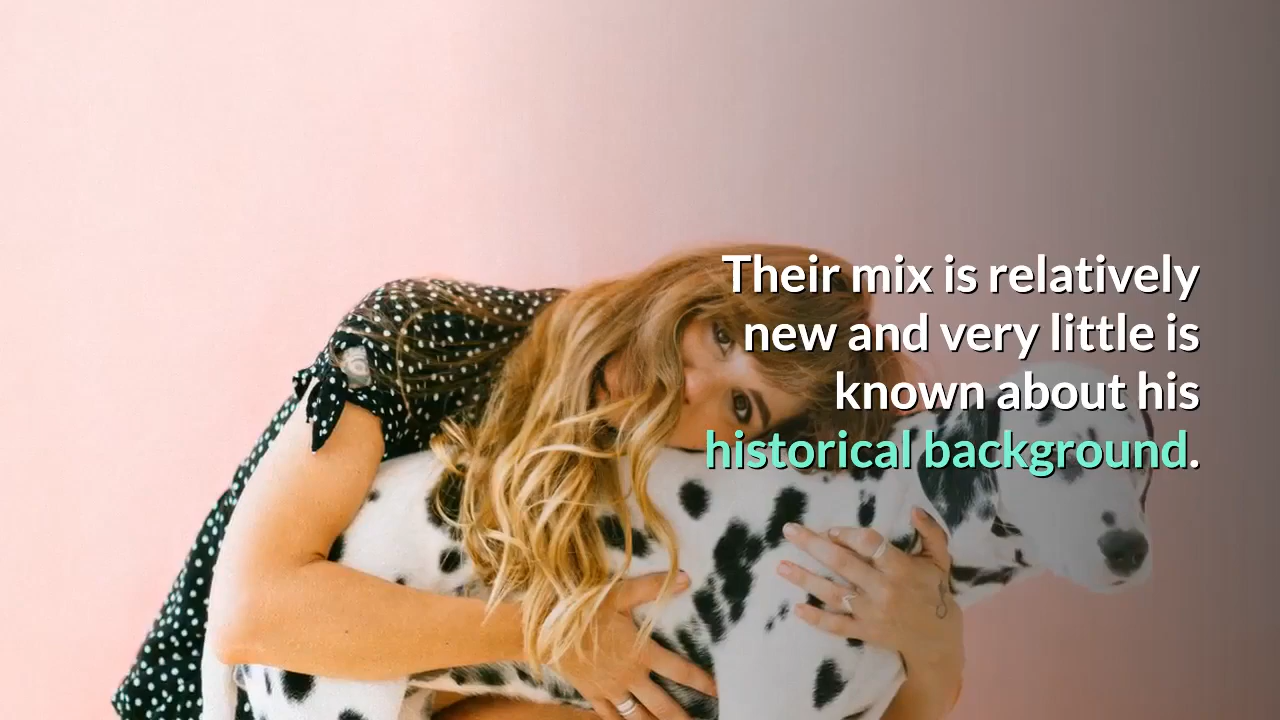 Their mix is relatively
new and very little is
known about his
historical background.